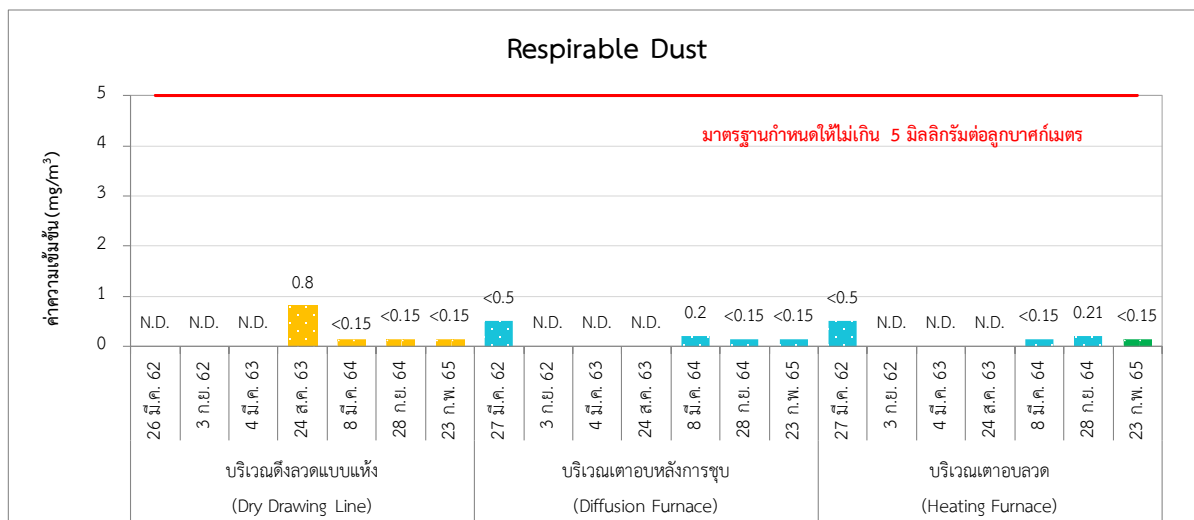 Respirable Dust
ค่าความเข้มข้น (mg/m³)
5
4
3
2
1
0
มาตรฐานกำหนดให้ไม่เกิน 5 มิลลิกรัมต่อลูกบาศก์เมตร
N.D. N.D. N.D. 0.8 <0.15 <0.15 <0.15 <0.5 N.D. N.D. N.D. 0.2 <0.15 <0.15 <0.5 N.D. N.D. N.D. <0.15 0.21 <0.15
26 มี.ค. 62
3 ก.ย. 62
4 มี.ค. 63
24 ส.ค. 63
8 มี.ค. 64
28 ก.ย. 64
23 ก.พ. 65
27 มี.ค. 62
3 ก.ย. 62
4 มี.ค. 63
24 ส.ค. 63
8 มี.ค. 64
28 ก.ย. 64
23 ก.พ. 65
27 มี.ค. 62
3 ก.ย. 62
4 มี.ค. 63
24 ส.ค. 63
8 มี.ค. 64
28 ก.ย. 64
23 ก.พ. 65
บริเวณดึงลวดแบบแห้ง
(Dry Drawing Line)
บริเวณเตาอบหลังการชุบ
(Diffusion Furnace)
บริเวณเตาอบลวด
(Heating Furnace)